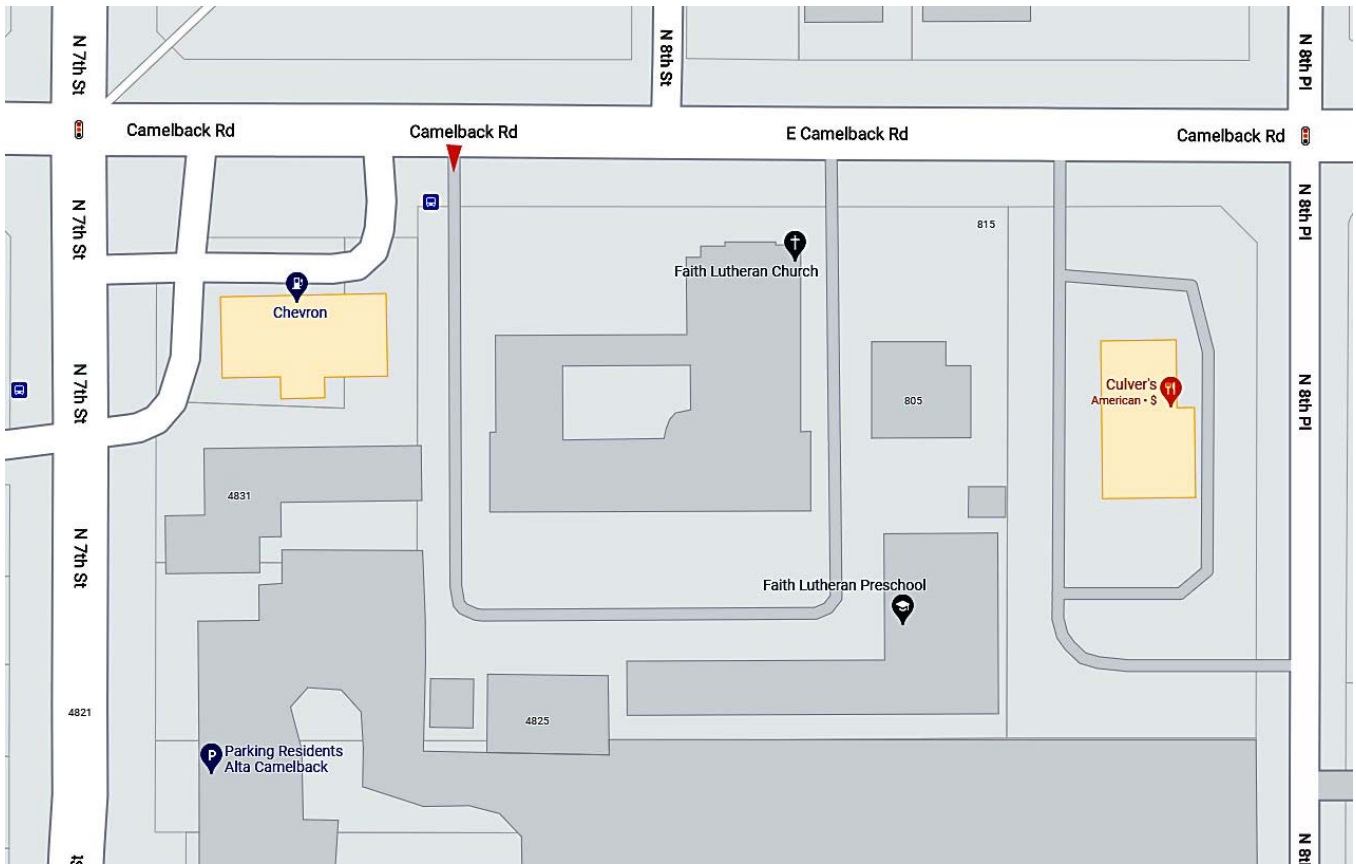 N 7th St
N 8th St
N 8th Pl
Camelback Rd
Camelback Rd
E Camelback Rd
Camelback Rd
N 7th St
N 8th Pl
815
Faith Lutheran Church
Chevron
N 7th St
Culver's
American • $
805
N 8th Pl
4831
N 7th St
Faith Lutheran Preschool
4821
4825
P
Parking Residents
Alta Camelback